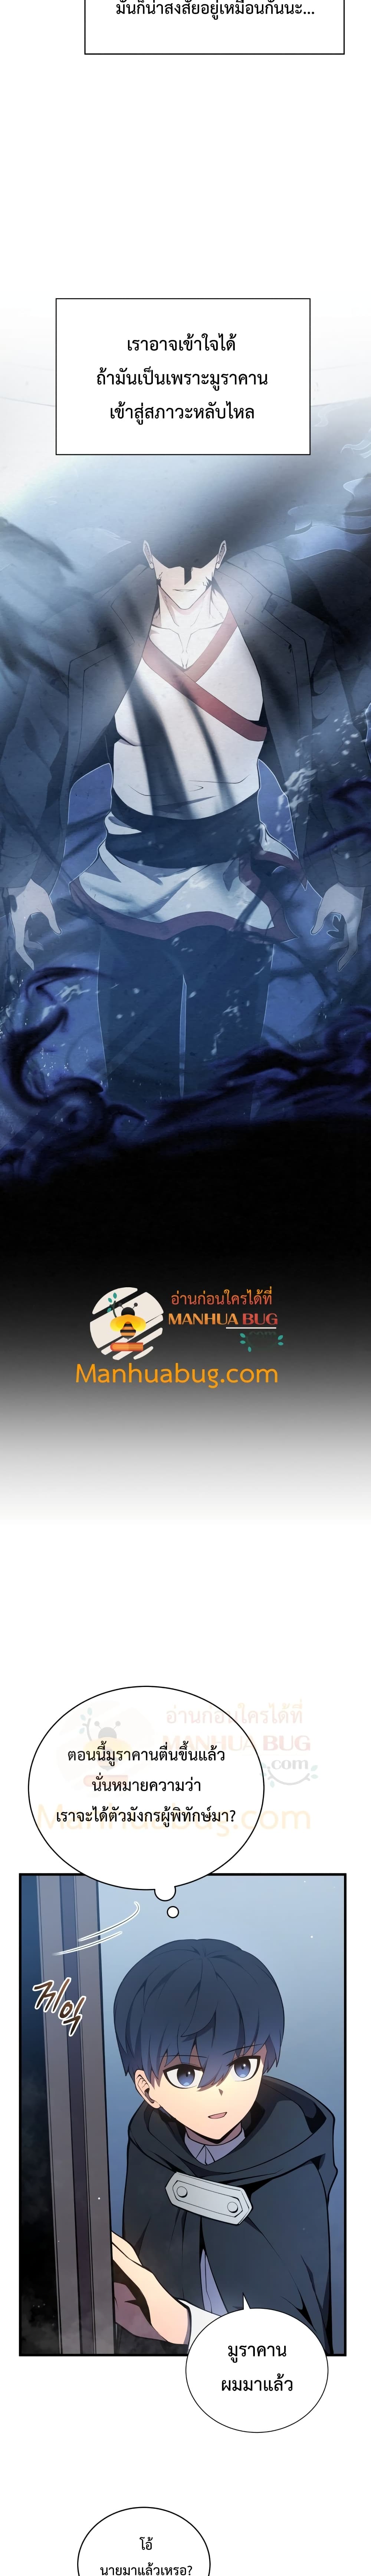 มันก็น่าสงสัยอยู่เหมือนกันนะ...
เราอาจเข้าใจได้
ถ้ามันเป็นเพราะมูราคาน
เข้าสู่สภาวะหลับไหล
อ่านก่อนใครได้ที่
MANHUA BUG
.com
Manhuabug.com
อ่านก่อนใครได้ที่
MANHUA BUG
.com
Manhuabug.com
ตอนนี้มูราคานตื่นขึ้นแล้ว
นั่นหมายความว่า
เราจะได้ตัวมังกรผู้พิทักษ์มา?
มูราคาน
ผมมาแล้ว
โอ้
นายมาแล้วเหรอ?